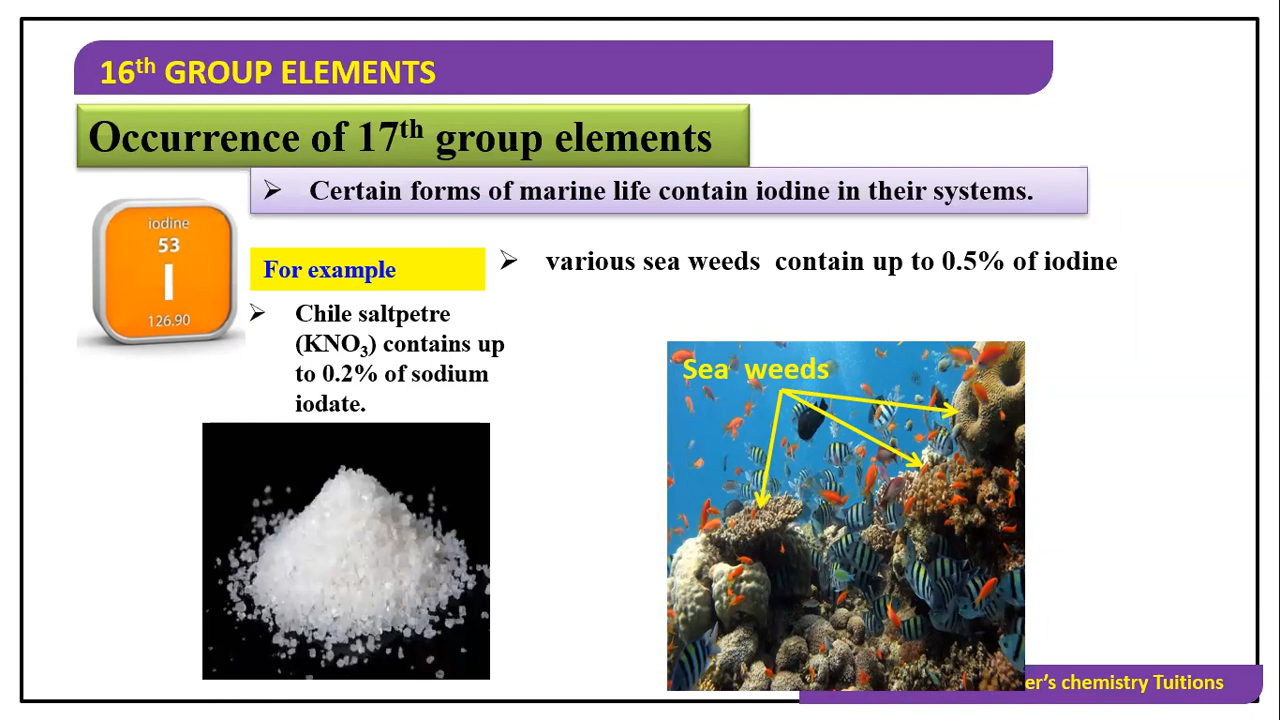 16th GROUP ELEMENTS
Occurrence of 17th group elements
➢ Certain forms of marine life contain iodine in their systems.
iodine
53
I
126.90
For example
➢ various sea weeds contain up to 0.5% of iodine
➢ Chile saltpetre
(KNO3) contains up
to 0.2% of sodium
iodate.
Sea weeds
er's chemistry Tuitions